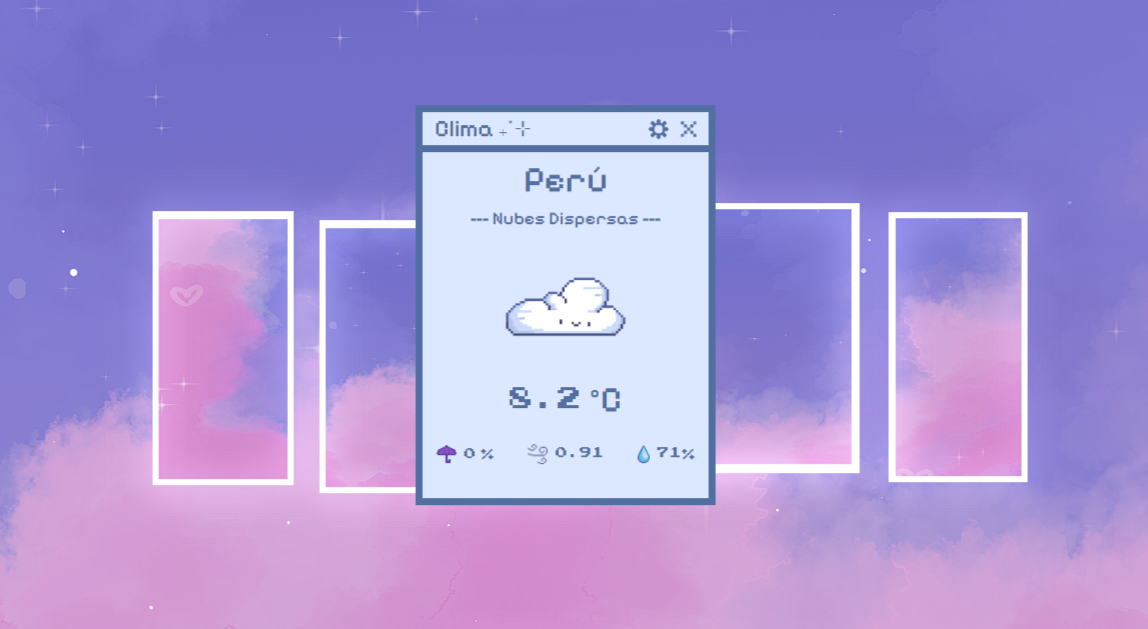 Clima
Perú
--- Nubes Dispersas ---
8.2 °C
0 % 0.91 71%